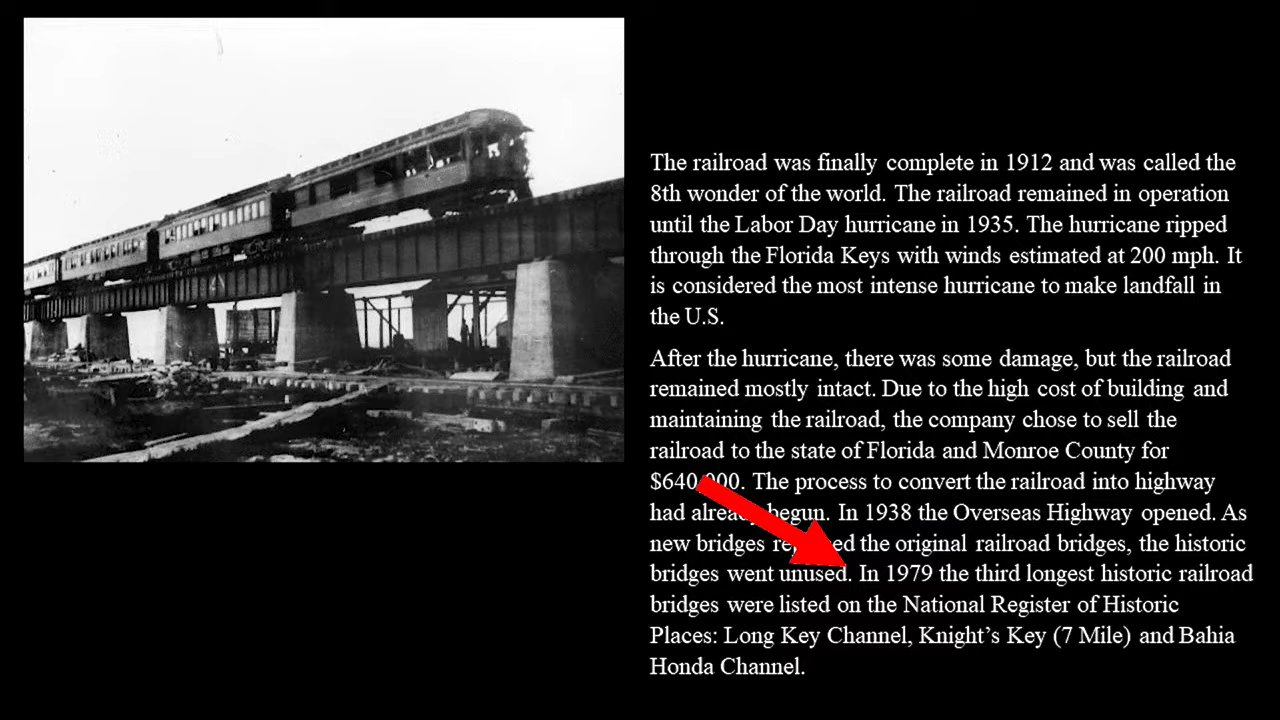 The railroad was finally complete in 1912 and was called the
8th wonder of the world. The railroad remained in operation
until the Labor Day hurricane in 1935. The hurricane ripped
through the Florida Keys with winds estimated at 200 mph. It
is considered the most intense hurricane to make landfall in
the U.S.
After the hurricane, there was some damage, but the railroad
remained mostly intact. Due to the high cost of building and
maintaining the railroad, the company chose to sell the
railroad to the state of Florida and Monroe County for
$640,000. The process to convert the railroad into highway
had already begun. In 1938 the Overseas Highway opened. As
new bridges the original railroad bridges, the historic
bridges went unused. In 1979 the third longest historic railroad
bridges were listed on the National Register of Historic
Places: Long Key Channel, Knight’s Key (7 Mile) and Bahia
Honda Channel.